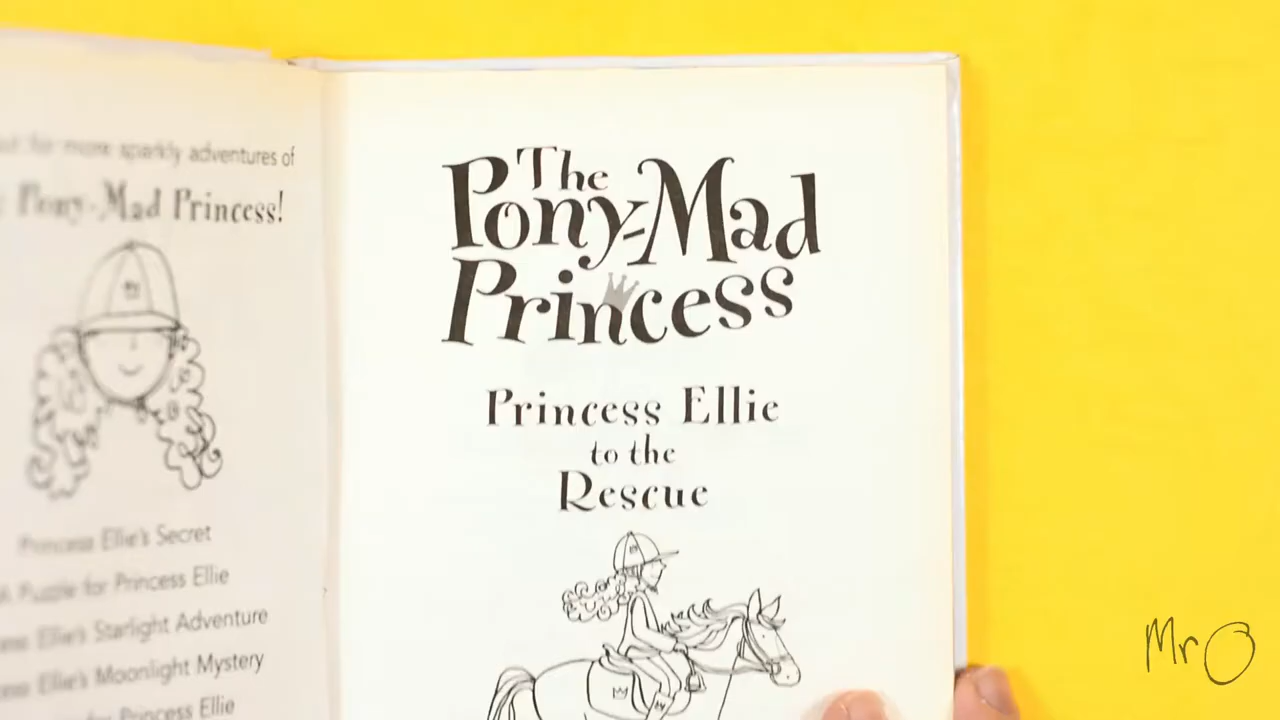 for more sparkly adventures of
Pony-Mad Princess!
Princess Ellie's Secret
A Puzzle for Princess Ellie
Ellie's Starlight Adventure
Ellie's Moonlight Mystery
for Princess Ellie
The
Pony-Mad
Princess
Princess Ellie
to the
Rescue
Mr O